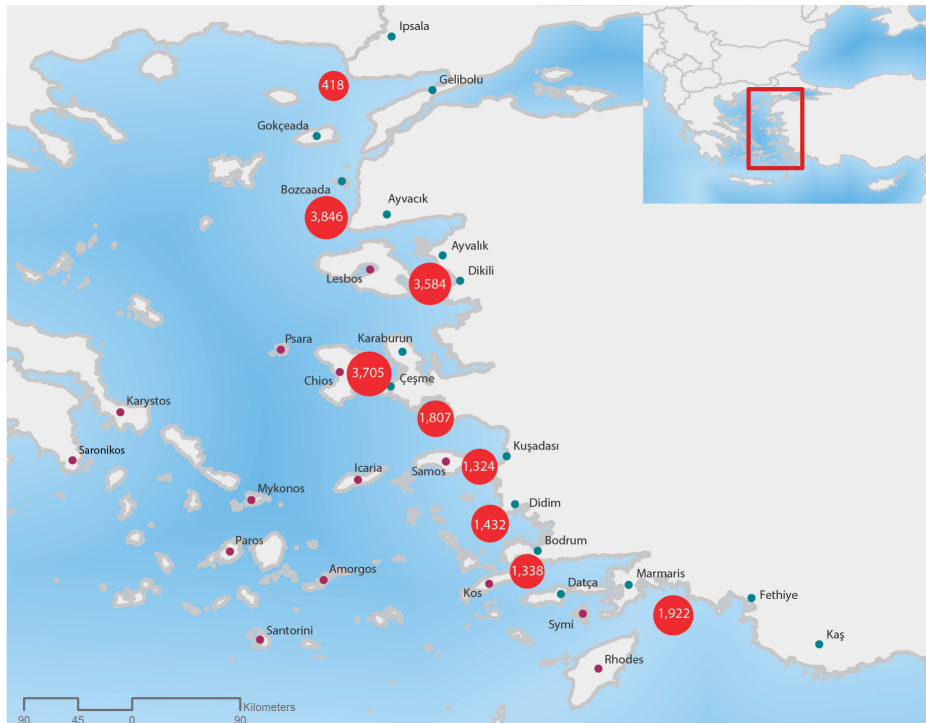 Ipsala
418
Gelibolu
Gokçeada
Bozcaada
3,846
Ayvacık
Ayvalık
Lesbos
Dikili
3,584
Psara
Karaburun
3,705
Chios
Çeşme
Karystos
1,807
Saronikos
Kuşadası
Samos
1,324
Icaria
Mykonos
Didim
1,432
Paros
Bodrum
Amorgos
1,338
Kos
Datça
Marmaris
Fethiye
1,922
Symi
Santorini
Kaş
Rhodes
Kilometers
90 45 0 90